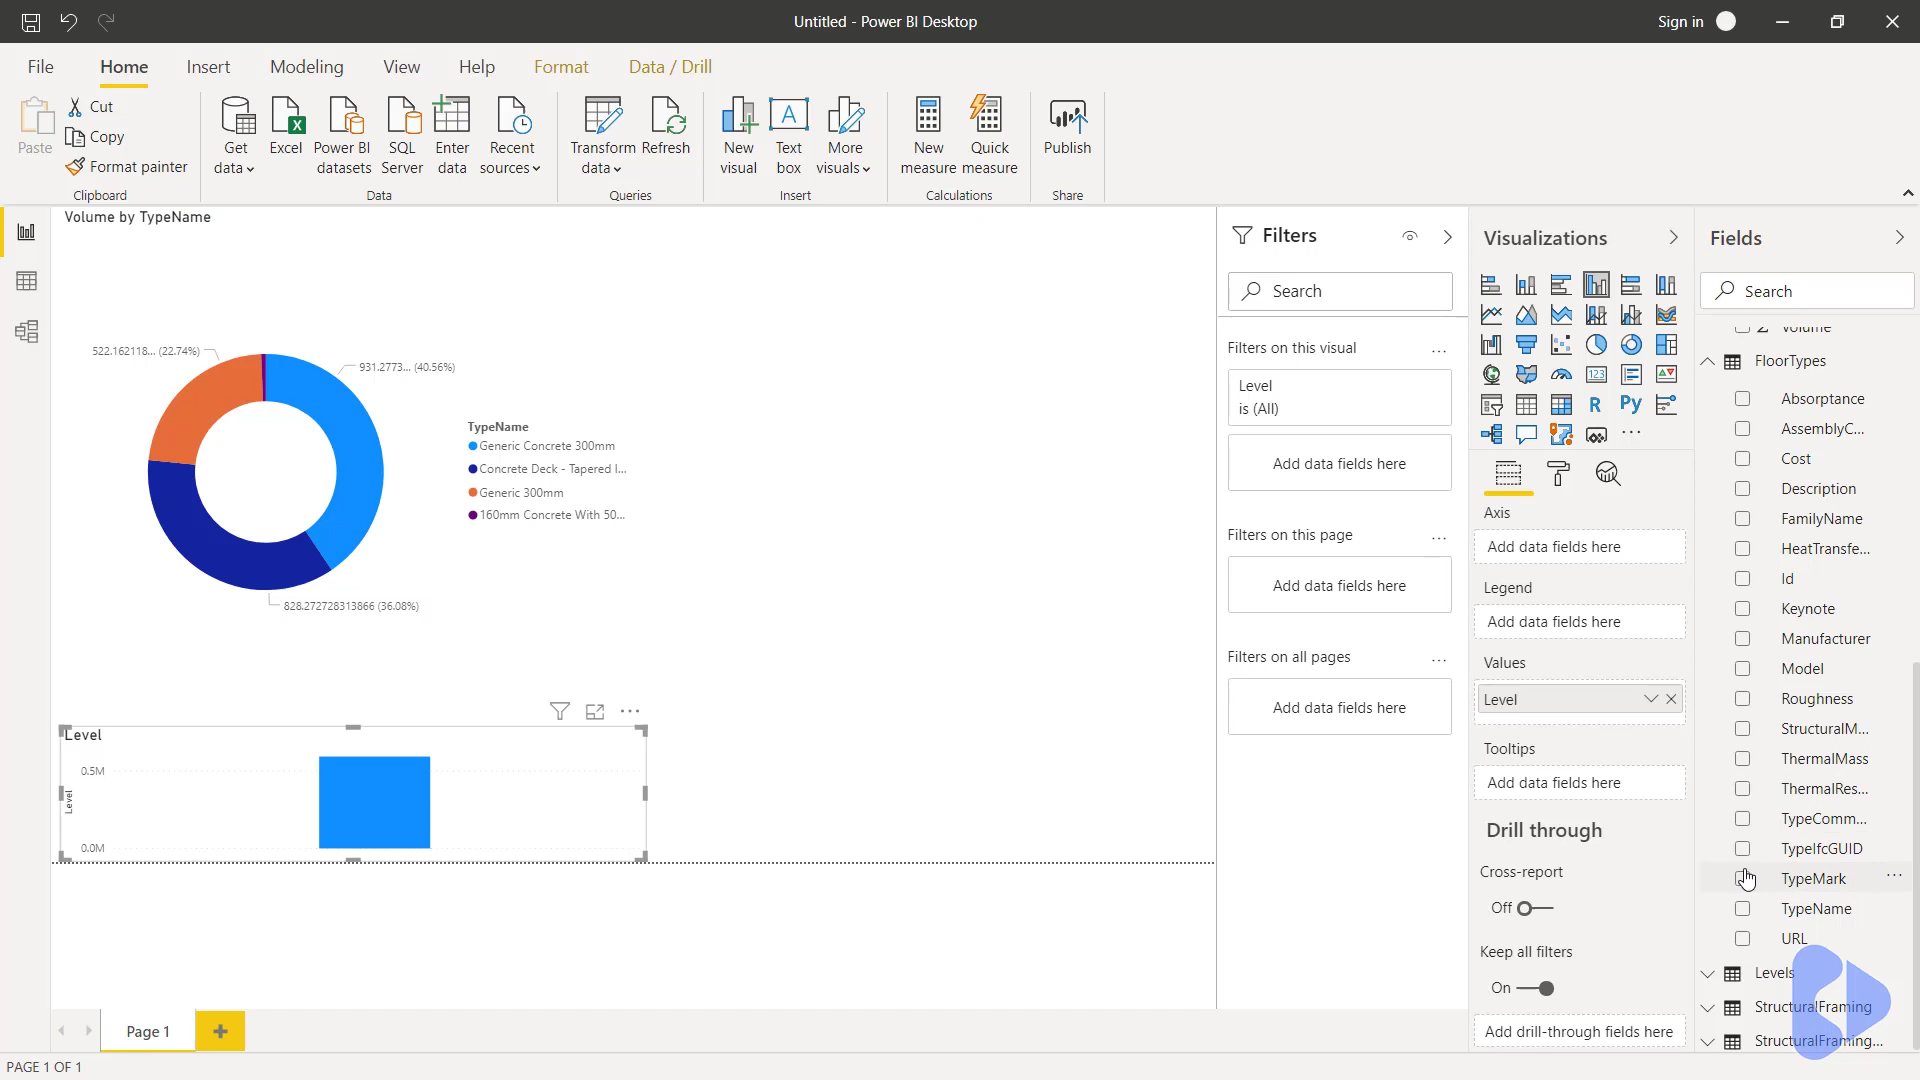 Untitled - Power BI Desktop
Sign in
File Home Insert Modeling View Help Format Data / Drill
Paste
Cut
Copy
Format painter
Clipboard
Get data
Excel
Power BI datasets
SQL Server
Enter data
Recent sources
Data
Transform data
Refresh
Queries
New visual
Text box
More visuals
Insert
New measure
Quick measure
Calculations
Publish
Share
Volume by TypeName
522.162118... (22.74%)
931.2773... (40.56%)
828.272728313866 (36.08%)
TypeName
Generic Concrete 300mm
Concrete Deck - Tapered I...
Generic 300mm
160mm Concrete With 50...
Level
0.5M
Level
0.0M
Page 1
PAGE 1 OF 1
Filters
Search
Filters on this visual
Level
is (All)
Add data fields here
Filters on this page
Add data fields here
Filters on all pages
Add data fields here
Visualizations
123
R
Py
Axis
Add data fields here
Legend
Add data fields here
Values
Level
Tooltips
Add data fields here
Drill through
Cross-report
Off
Keep all filters
On
Add drill-through fields here
Fields
Search
Volume
FloorTypes
Absorptance
AssemblyC...
Cost
Description
FamilyName
HeatTransfe...
Id
Keynote
Manufacturer
Model
Roughness
StructuralM...
ThermalMass
ThermalRes...
TypeComm...
TypeIfcGUID
TypeMark
TypeName
URL
Levels
StructuralFraming
StructuralFraming...